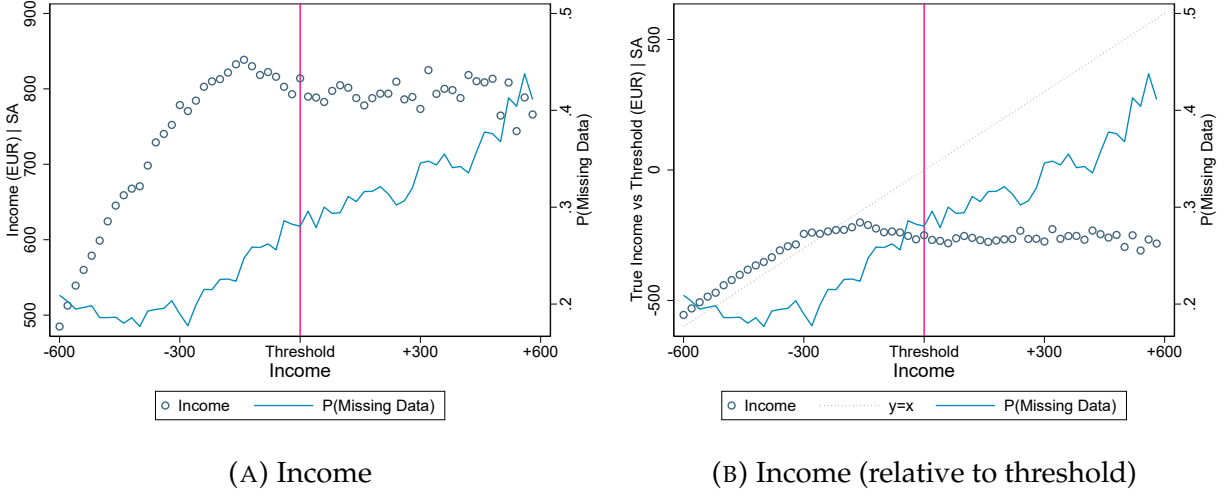 Income (EUR) | SA
900
800
700
600
500
P(Missing Data)
.5
.4
.3
.2
-600 -300 Threshold +300 +600
Income
Income P(Missing Data)
(A) Income
True Income vs Threshold (EUR) | SA
500
0
-500
P(Missing Data)
.5
.4
.3
.2
-600 -300 Threshold +300 +600
Income
Income y=x P(Missing Data)
(B) Income (relative to threshold)